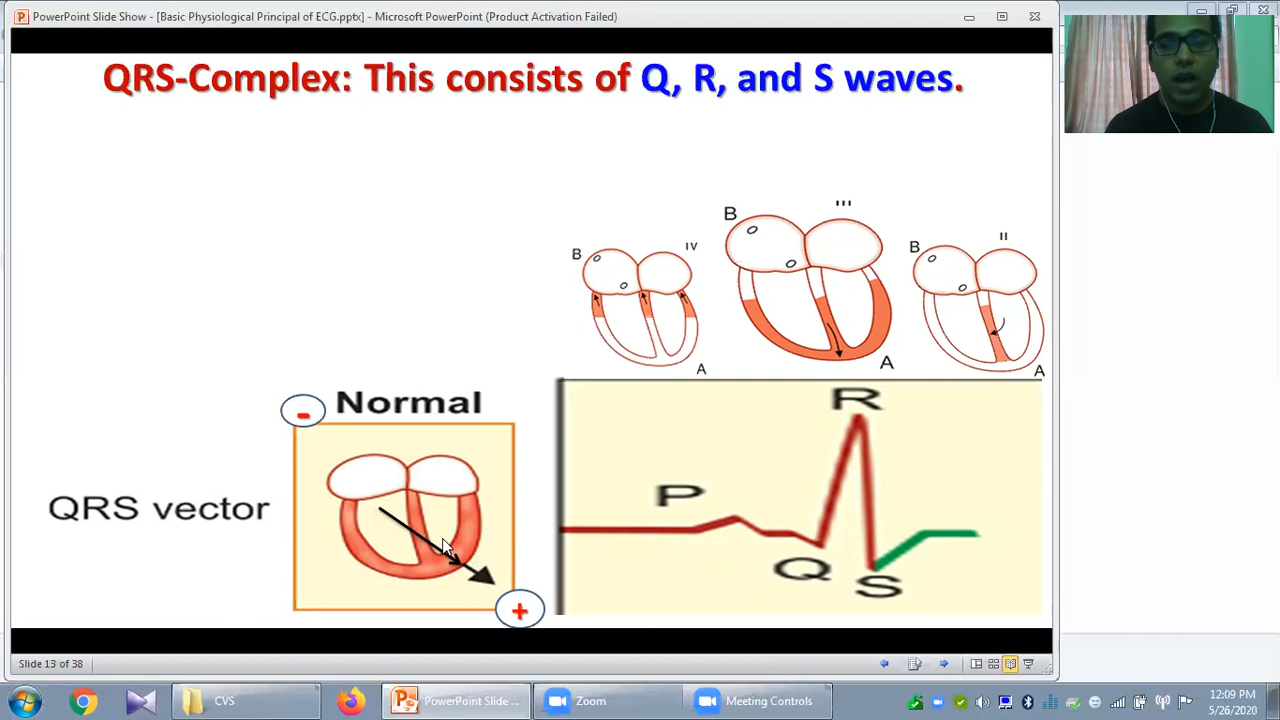 PowerPoint Slide Show - [Basic Physiological Principal of ECG.pptx] - Microsoft PowerPoint (Product Activation Failed)
QRS-Complex: This consists of Q, R, and S waves.
B
IV
A
B
III
A
B
II
A
Normal
-
QRS vector
+
P
Q
R
S
Slide 13 of 38
CVS
PowerPoint Slide ...
Zoom
Meeting Controls
12:09 PM
5/26/2020